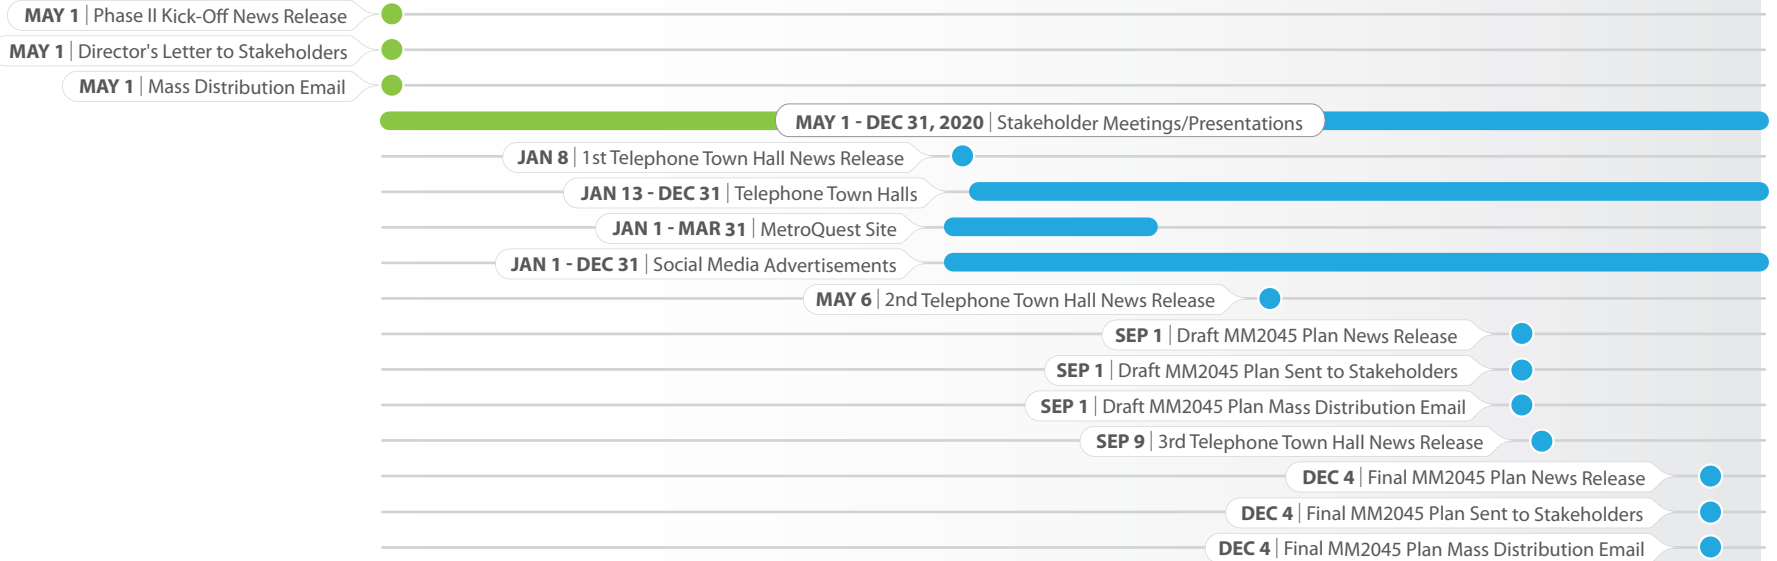 MAY 1 | Phase II Kick-Off News Release
MAY 1 | Director's Letter to Stakeholders
MAY 1 | Mass Distribution Email
MAY 1 - DEC 31, 2020 | Stakeholder Meetings/Presentations
JAN 8 | 1st Telephone Town Hall News Release
JAN 13 - DEC 31 | Telephone Town Halls
JAN 1 - MAR 31 | MetroQuest Site
JAN 1 - DEC 31 | Social Media Advertisements
MAY 6 | 2nd Telephone Town Hall News Release
SEP 1 | Draft MM2045 Plan News Release
SEP 1 | Draft MM2045 Plan Sent to Stakeholders
SEP 1 | Draft MM2045 Plan Mass Distribution Email
SEP 9 | 3rd Telephone Town Hall News Release
DEC 4 | Final MM2045 Plan News Release
DEC 4 | Final MM2045 Plan Sent to Stakeholders
DEC 4 | Final MM2045 Plan Mass Distribution Email